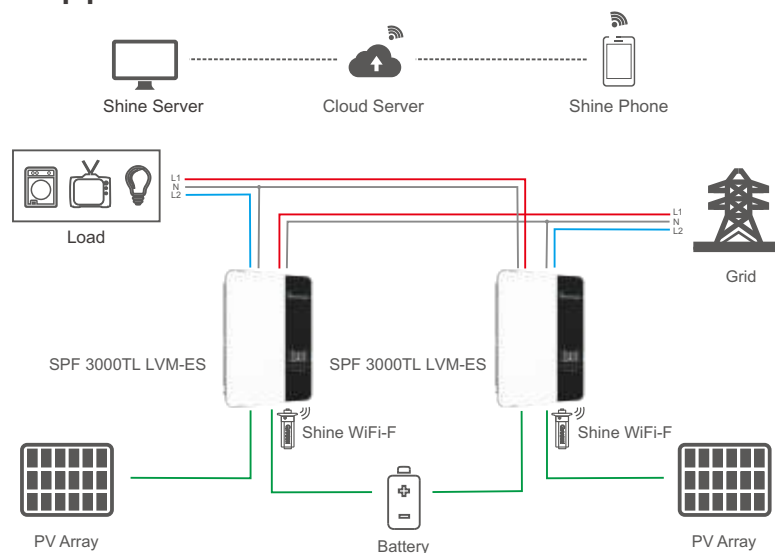 Shine Server
Cloud Server
Shine Phone
L1
N
L2
Load
L1
N
L2
Grid
SPF 3000TL LVM-ES
SPF 3000TL LVM-ES
Shine WiFi-F
Shine WiFi-F
PV Array
Battery
PV Array